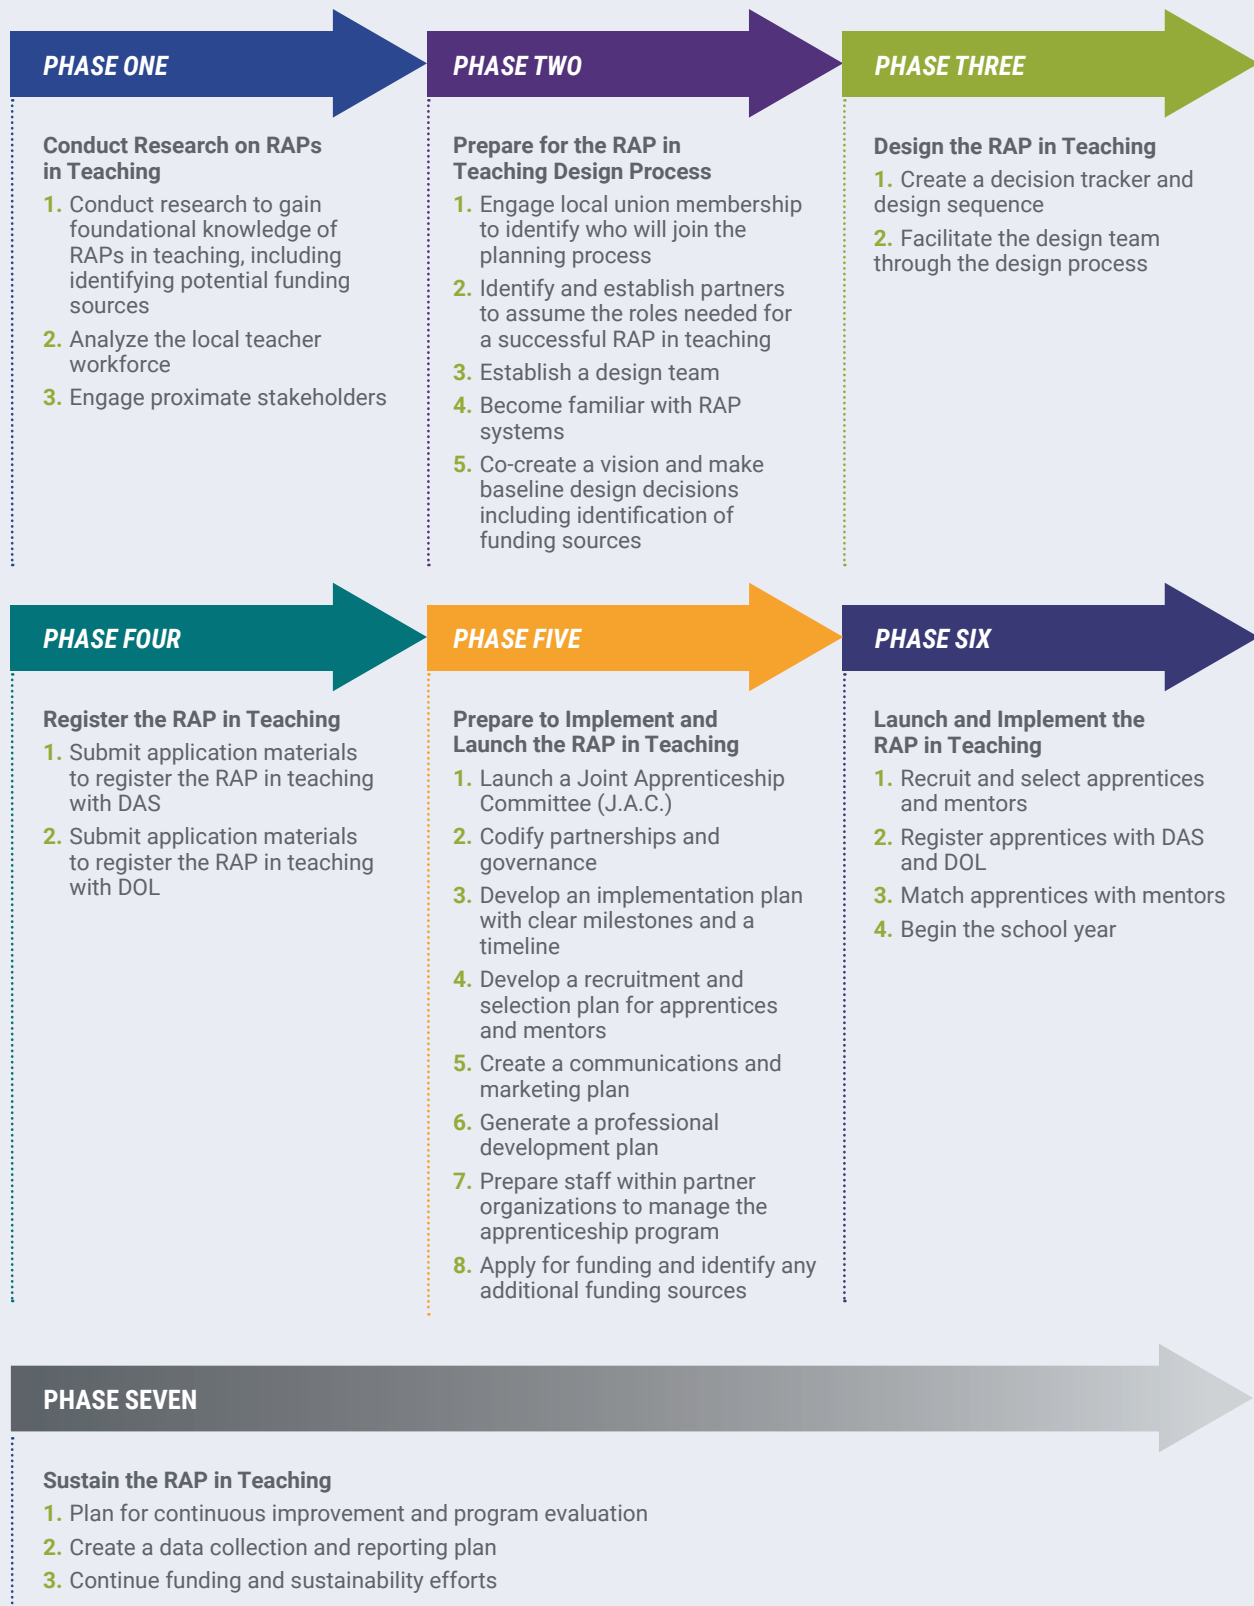 PHASE ONE
Conduct Research on RAPs
in Teaching
1. Conduct research to gain
foundational knowledge of
RAPs in teaching, including
identifying potential funding
sources
2. Analyze the local teacher
workforce
3. Engage proximate stakeholders
PHASE TWO
Prepare for the RAP in
Teaching Design Process
1. Engage local union membership
to identify who will join the
planning process
2. Identify and establish partners
to assume the roles needed for
a successful RAP in teaching
3. Establish a design team
4. Become familiar with RAP
systems
5. Co-create a vision and make
baseline design decisions
including identification of
funding sources
PHASE THREE
Design the RAP in Teaching
1. Create a decision tracker and
design sequence
2. Facilitate the design team
through the design process
PHASE FOUR
Register the RAP in Teaching
1. Submit application materials
to register the RAP in teaching
with DAS
2. Submit application materials
to register the RAP in teaching
with DOL
PHASE FIVE
Prepare to Implement and
Launch the RAP in Teaching
1. Launch a Joint Apprenticeship
Committee (J.A.C.)
2. Codify partnerships and
governance
3. Develop an implementation plan
with clear milestones and a
timeline
4. Develop a recruitment and
selection plan for apprentices
and mentors
5. Create a communications and
marketing plan
6. Generate a professional
development plan
7. Prepare staff within partner
organizations to manage the
apprenticeship program
8. Apply for funding and identify any
additional funding sources
PHASE SIX
Launch and Implement the
RAP in Teaching
1. Recruit and select apprentices
and mentors
2. Register apprentices with DAS
and DOL
3. Match apprentices with mentors
4. Begin the school year
PHASE SEVEN
Sustain the RAP in Teaching
1. Plan for continuous improvement and program evaluation
2. Create a data collection and reporting plan
3. Continue funding and sustainability efforts